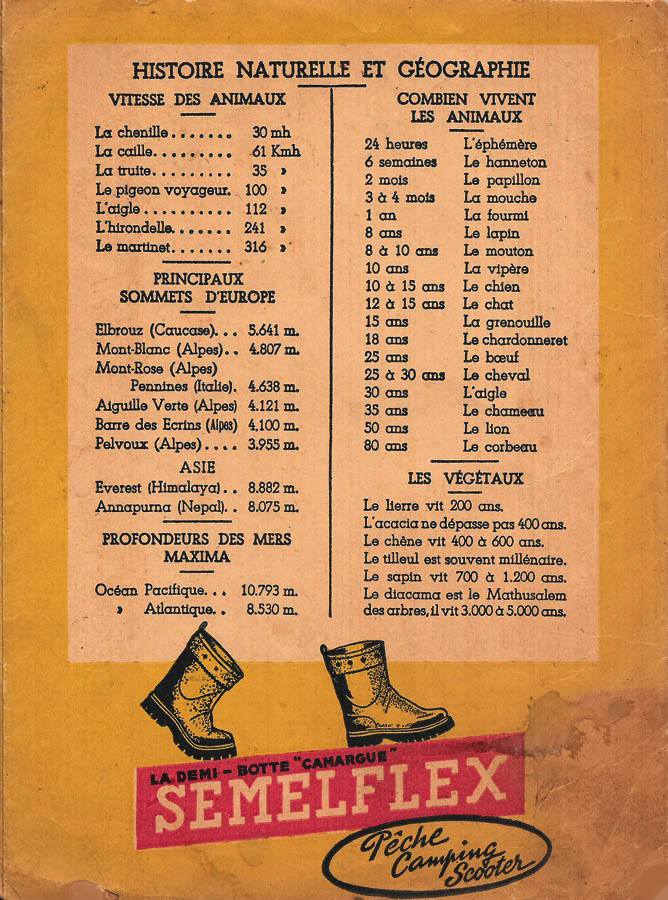 HISTOIRE NATURELLE ET GÉOGRAPHIE
VITESSE DES ANIMAUX
La chenille....... 30 mh
La caille......... 61 Kmh
La truite......... 35 »
Le pigeon voyageur. 100 »
L'aigle.......... 112 »
L'hirondelle...... 241 »
Le martinet....... 316 »
PRINCIPAUX
SOMMETS D'EUROPE
Elbrouz (Caucase)... 5.641 m.
Mont-Blanc (Alpes).. 4.807 m.
Mont-Rose (Alpes)
Pennines (Italie). 4.638 m.
Aiguille Verte (Alpes) 4.121 m.
Barre des Ecrins (Alpes) 4.100 m.
Pelvoux (Alpes).... 3.955 m.
ASIE
Everest (Himalaya).. 8.882 m.
Annapurna (Nepal).. 8.075 m.
PROFONDEURS DES MERS
MAXIMA
Océan Pacifique... 10.793 m.
» Atlantique.. 8.530 m.
COMBIEN VIVENT
LES ANIMAUX
24 heures L'éphémère
6 semaines Le hanneton
2 mois Le papillon
3 à 4 mois La mouche
1 an La fourmi
8 ans Le lapin
8 à 10 ans Le mouton
10 ans La vipère
10 à 15 ans Le chien
12 à 15 ans Le chat
15 ans La grenouille
18 ans Le chardonneret
25 ans Le bœuf
25 à 30 ans Le cheval
30 ans L'aigle
35 ans Le chameau
50 ans Le lion
80 ans Le corbeau
LES VÉGÉTAUX
Le lierre vit 200 ans.
L'acacia ne dépasse pas 400 ans.
Le chêne vit 400 à 600 ans.
Le tilleul est souvent millénaire.
Le sapin vit 700 à 1.200 ans.
Le diacama est le Mathusalem
des arbres, il vit 3.000 à 5.000 ans.
LA DEMI-BOTTE "CAMARGUE"
SEMELFLEX
Pêche
Camping
Scooter